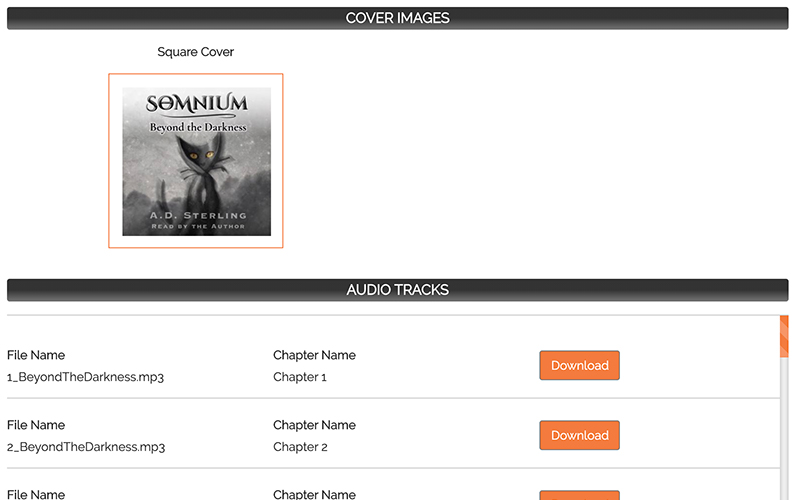 COVER IMAGES
Square Cover
SOMNIUM
Beyond the Darkness
A.D. STERLING
READ BY THE AUTHOR
AUDIO TRACKS
File Name Chapter Name
1_BeyondTheDarkness.mp3 Chapter 1 Download
File Name Chapter Name
2_BeyondTheDarkness.mp3 Chapter 2 Download
File Name Chapter Name